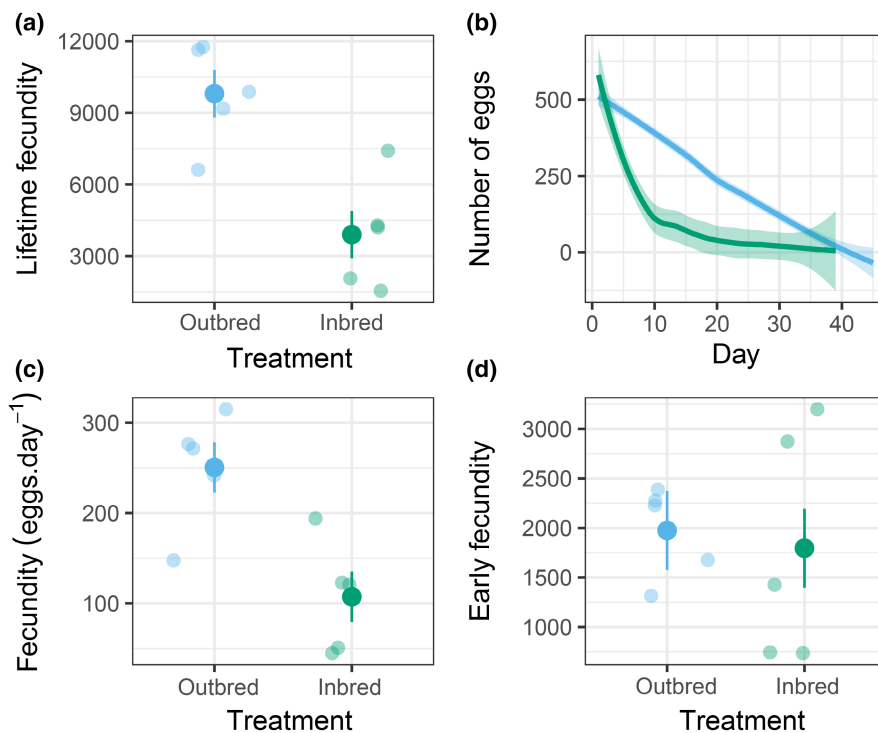 (a)
Lifetime fecundity
12000
9000
6000
3000
Outbred Inbred
Treatment
(b)
Number of eggs
500
250
0
0 10 20 30 40
Day
(c)
Fecundity (eggs.day⁻¹)
300
200
100
Outbred Inbred
Treatment
(d)
Early fecundity
3000
2500
2000
1500
1000
Outbred Inbred
Treatment